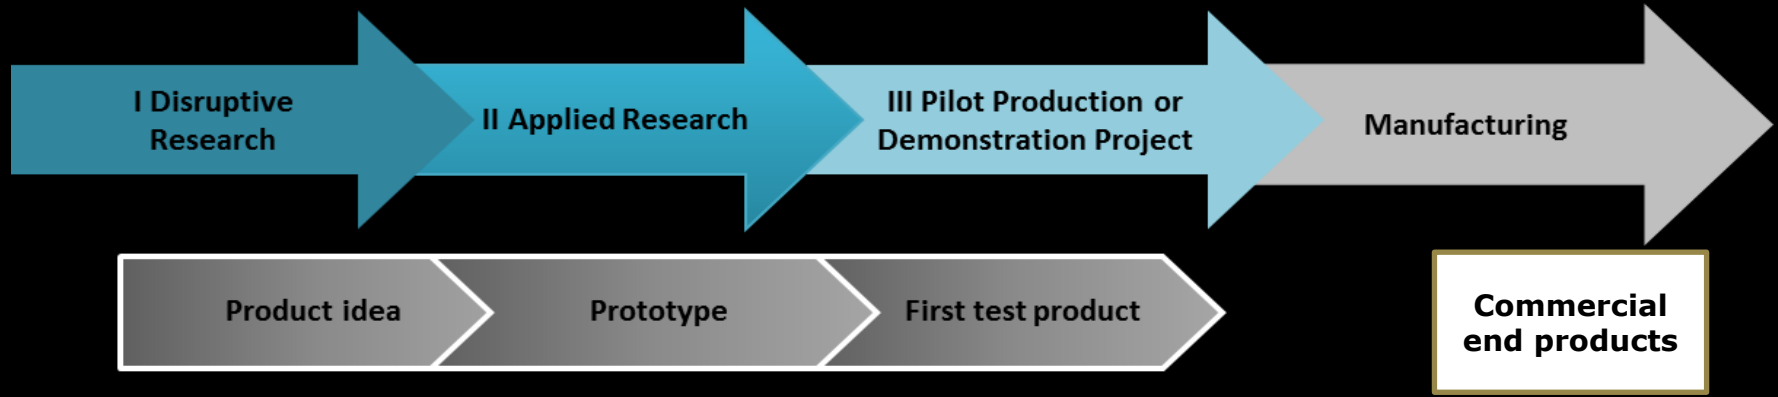 I Disruptive
Research
II Applied Research
III Pilot Production or
Demonstration Project
Manufacturing
Product idea
Prototype
First test product
Commercial
end products